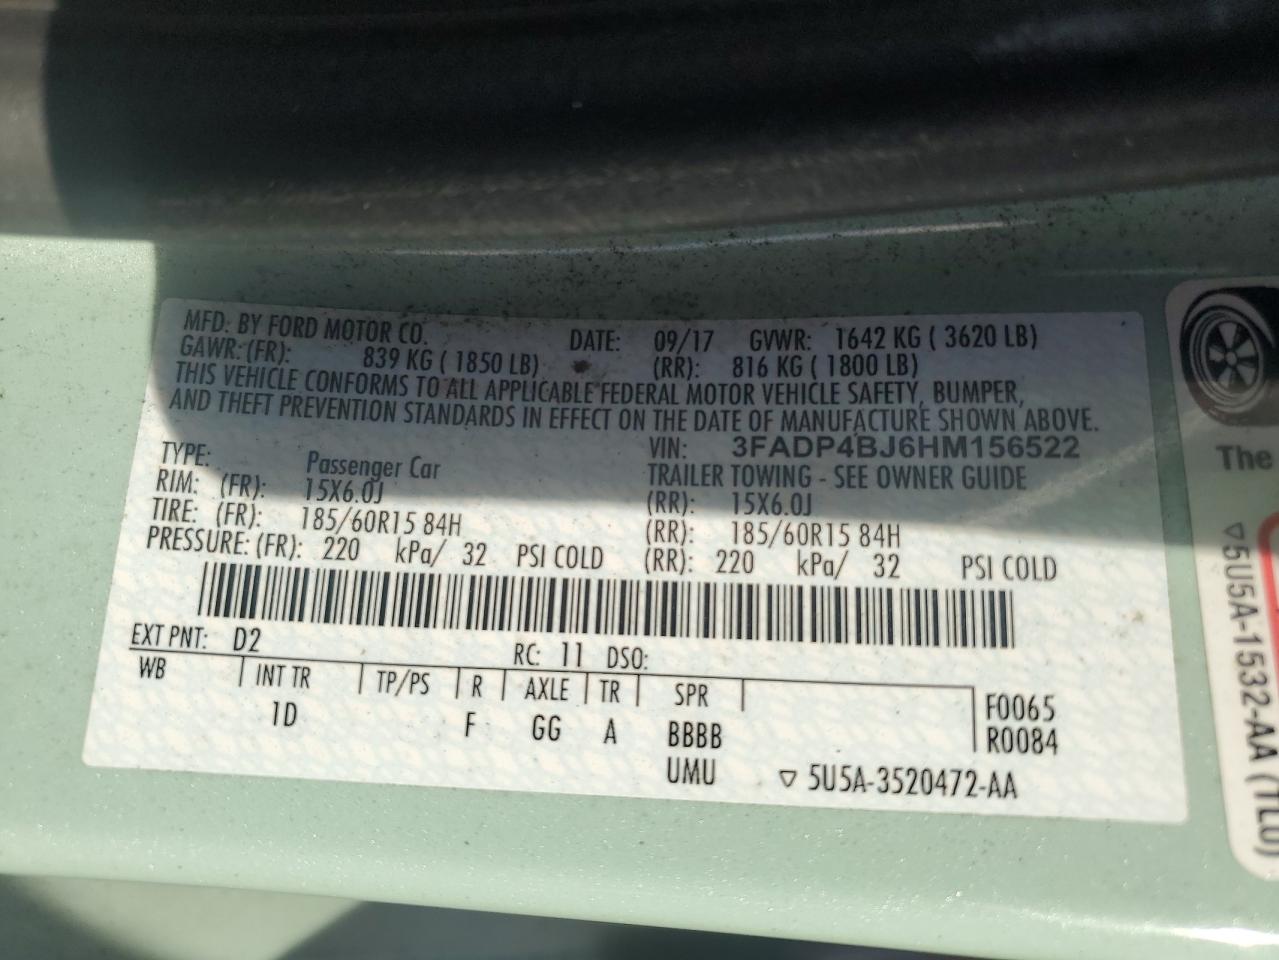 MFD. BY FORD MOTOR CO. DATE: 09/17 GVWR: 1642 KG ( 3620 LB)
GAWR:(FR): 839 KG ( 1850 LB) (RR): 816 KG ( 1800 LB)
THIS VEHICLE CONFORMS TO ALL APPLICABLE FEDERAL MOTOR VEHICLE SAFETY, BUMPER,
AND THEFT PREVENTION STANDARDS IN EFFECT ON THE DATE OF MANUFACTURE SHOWN ABOVE.
VIN: 3FADP4BJ6HM156522
TYPE: Passenger Car TRAILER TOWING - SEE OWNER GUIDE
RIM: (FR): 15X6.0J (RR): 15X6.0J
TIRE: (FR): 185/60R15 84H (RR): 185/60R15 84H
PRESSURE: (FR): 220 kPa/ 32 PSI COLD (RR): 220 kPa/ 32 PSI COLD
EXT PNT: D2 RC: 11 DSO:
WB INT TR TP/PS R AXLE TR SPR F0065
1D F GG A BBBB R0084
UMU ▽ 5U5A-3520472-AA
The
▽5U5A-1532-AA (TL0)